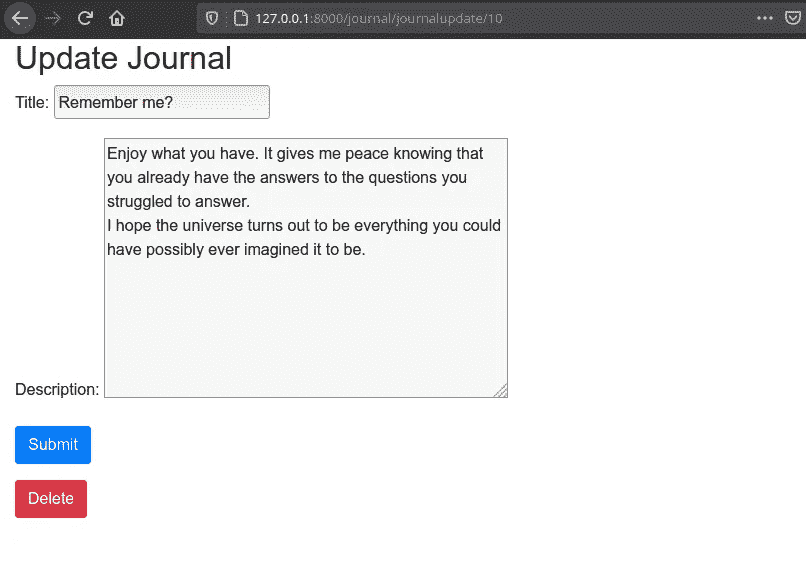 127.0.0.1:8000/journal/journalupdate/10
Update Journal
Title: Remember me?
Enjoy what you have. It gives me peace knowing that
you already have the answers to the questions you
struggled to answer.
I hope the universe turns out to be everything you could
have possibly ever imagined it to be.
Description:
Submit
Delete